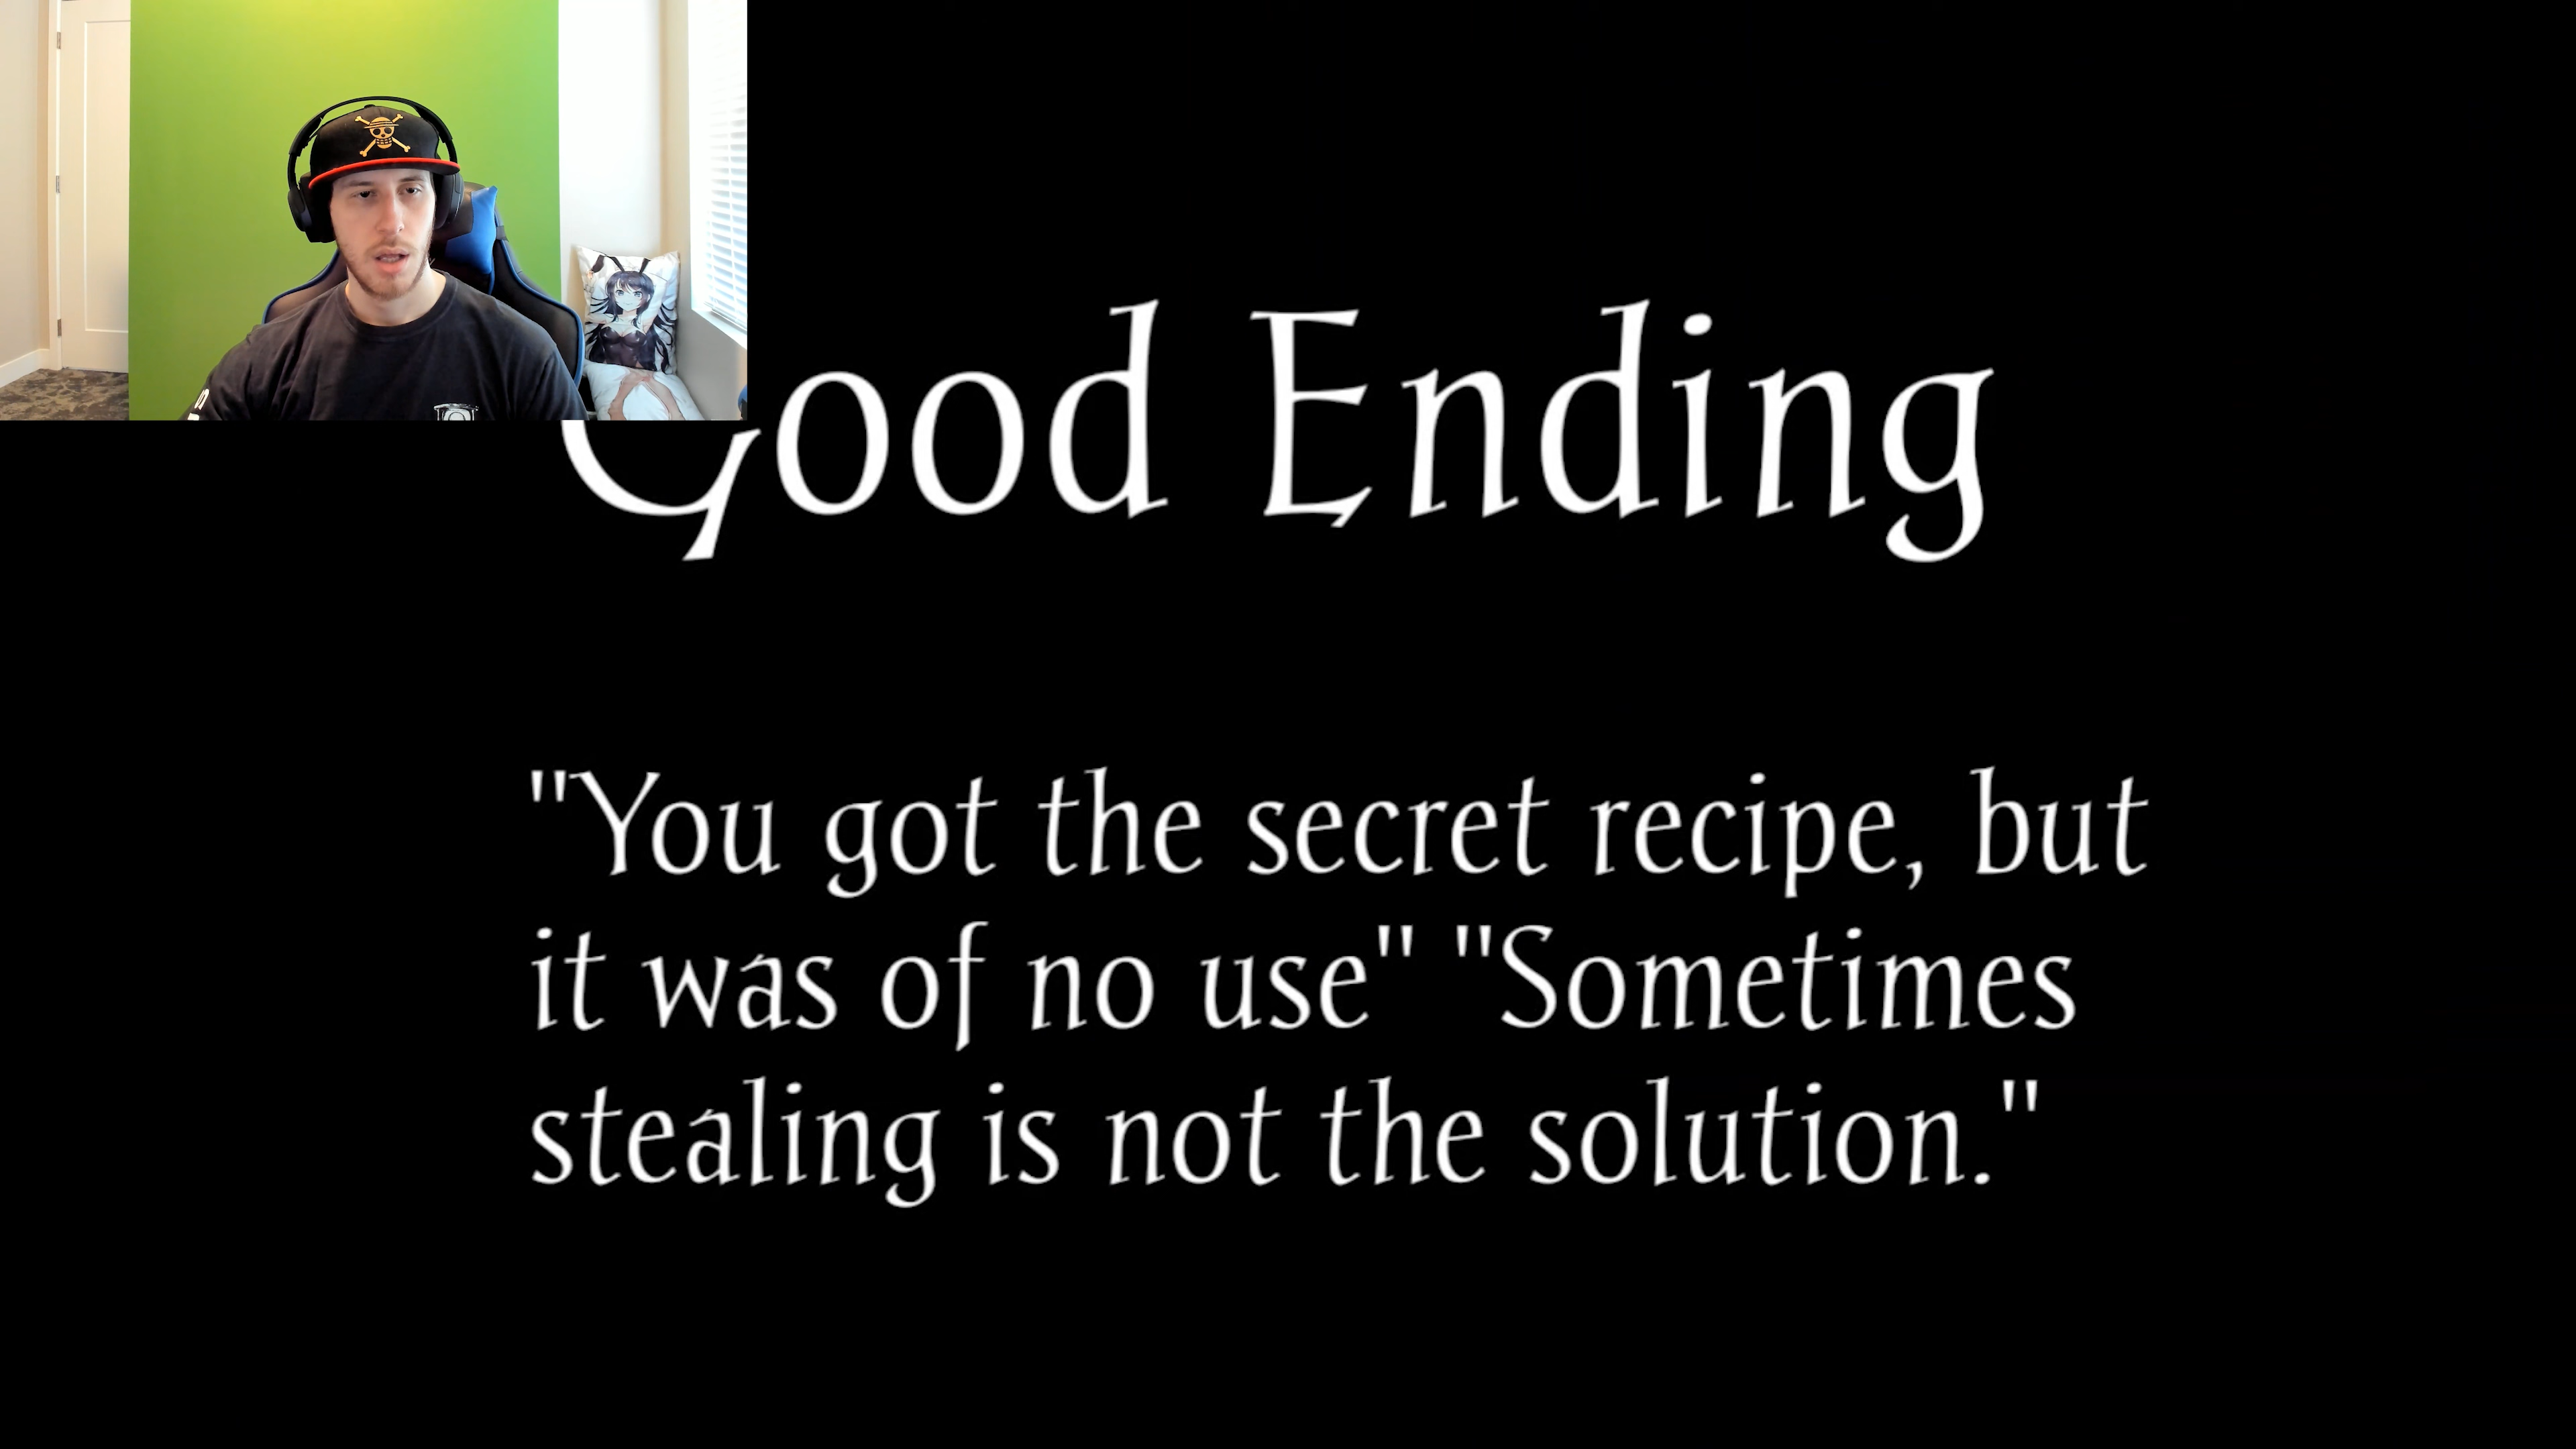 Good Ending
"You got the secret recipe, but
it was of no use" "Sometimes
stealing is not the solution."